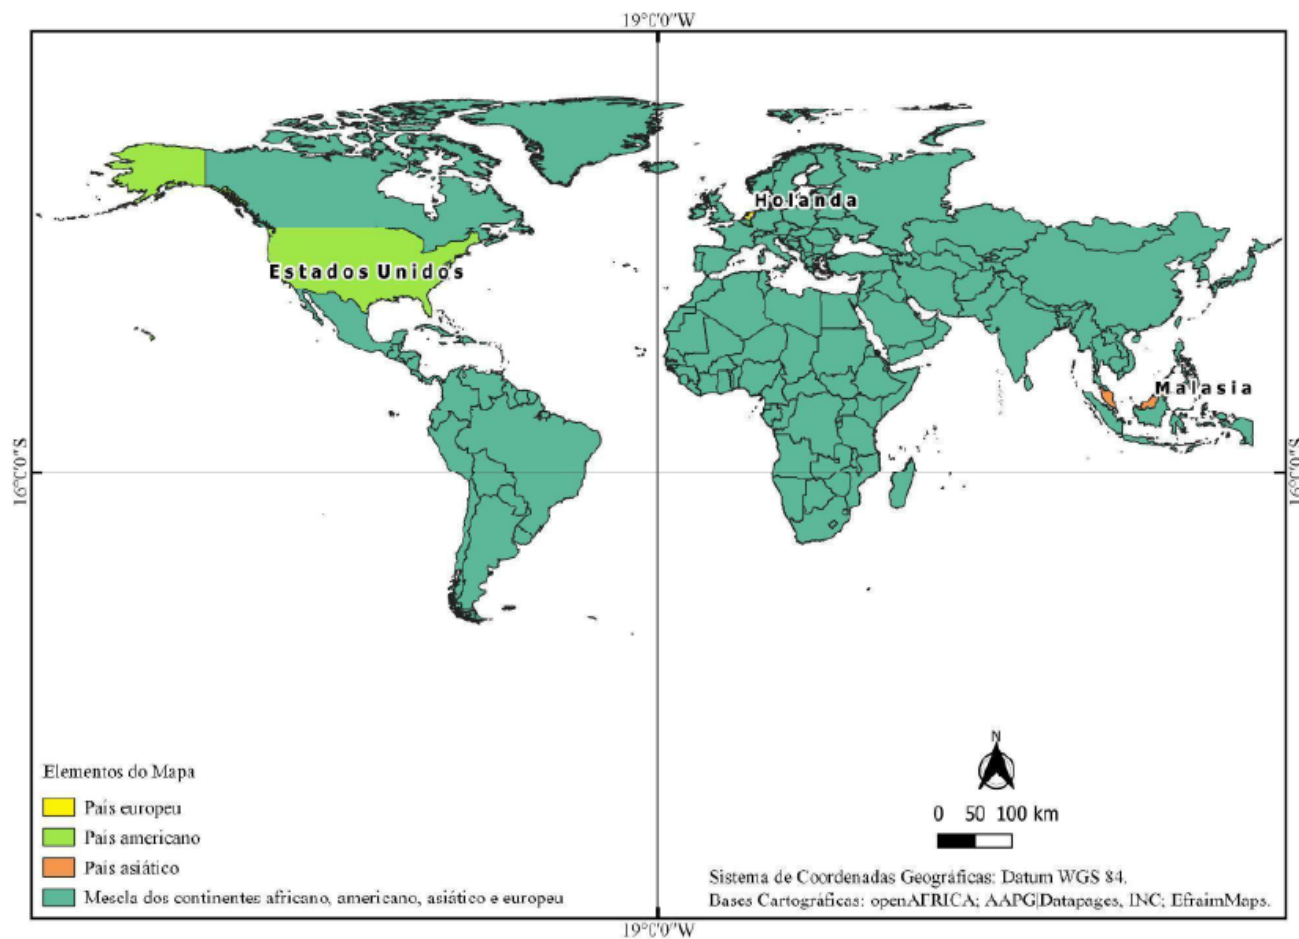 19°0'0"W
Holanda
Estados Unidos
Malasia
16°0'0"S
16°0'0"S
N
0 50 100 km
Elementos do Mapa
País europeu
País americano
País asiático
Mescla dos continentes africano, americano, asiático e europeu
Sistema de Coordenadas Geográficas: Datum WGS 84.
Bases Cartográficas: openAFRICA; AAPG|Datapages, INC; EfraimMaps.
19°0'0"W